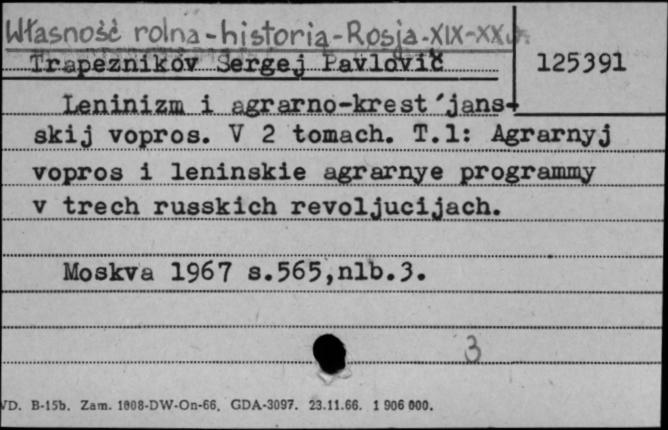 Własność rolna-historia-Rosja-XIX-XX w.
Trapeznikov Sergej Pavlovič
125391
Leninizm i agrarno-krest´jans-
skij vopros. V 2 tomach. T.1: Agrarnyj
vopros i leninskie agrarnye programmy
v trech russkich revoljucijach.
Moskva 1967 s.565,nlb.3.
3
VD. B-15b. Zam. 1008-DW-On-66. GDA-3097. 23.11.66. 1 906 000.